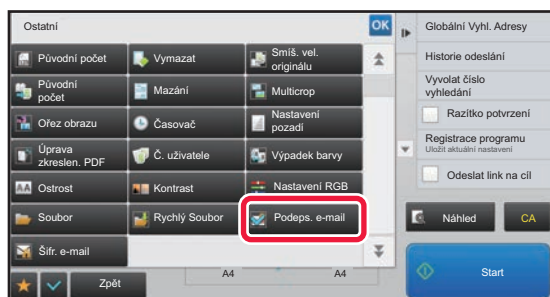 Ostatní
OK
Původní počet
Vymazat
Smíš. vel.
originálu
Původní
počet
Mazání
Multicrop
Ořez obrazu
Časovač
Nastavení
pozadí
Úprava
zkreslen. PDF
Č. uživatele
Výpadek barvy
Ostrost
Kontrast
Nastavení RGB
Soubor
Rychlý Soubor
Podeps. e-mail
Šifr. e-mail
Zpět
A4
A4
Globální Vyhl. Adresy
Historie odeslání
Vyvolat číslo
vyhledání
Razítko potvrzení
Registrace programu
Uložit aktuální nastavení
Odeslat link na cíl
Náhled
CA
Start